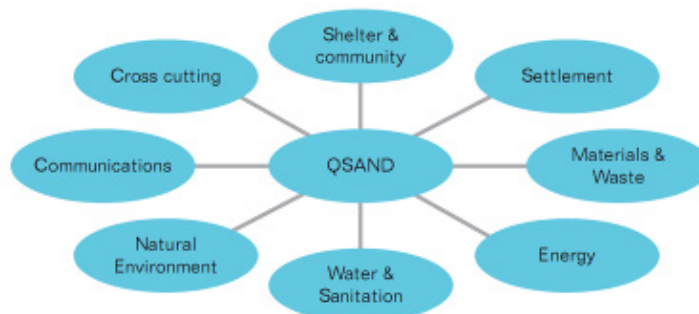 Shelter &
community
Cross cutting
Settlement
Communications
QSAND
Materials &
Waste
Natural
Environment
Water &
Sanitation
Energy